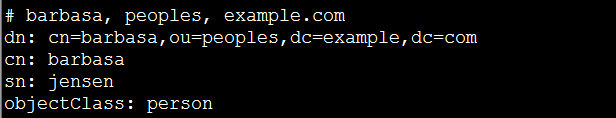 # barbasa, peoples, example.com
dn: cn=barbasa,ou=peoples,dc=example,dc=com
cn: barbasa
sn: jensen
objectClass: person